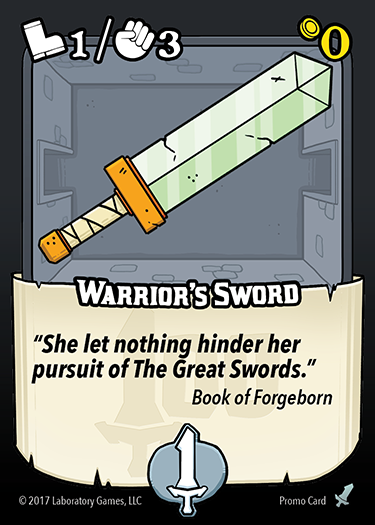 1/3
0
WARRIOR'S SWORD
“She let nothing hinder her
pursuit of The Great Swords.”
Book of Forgeborn
1
© 2017 Laboratory Games, LLC
Promo Card